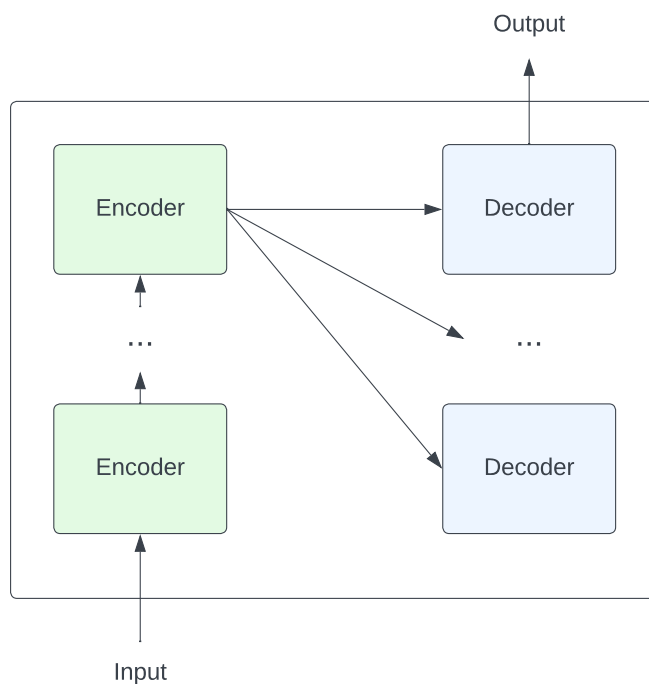 Output
Encoder
Decoder
...
...
Encoder
Decoder
Input